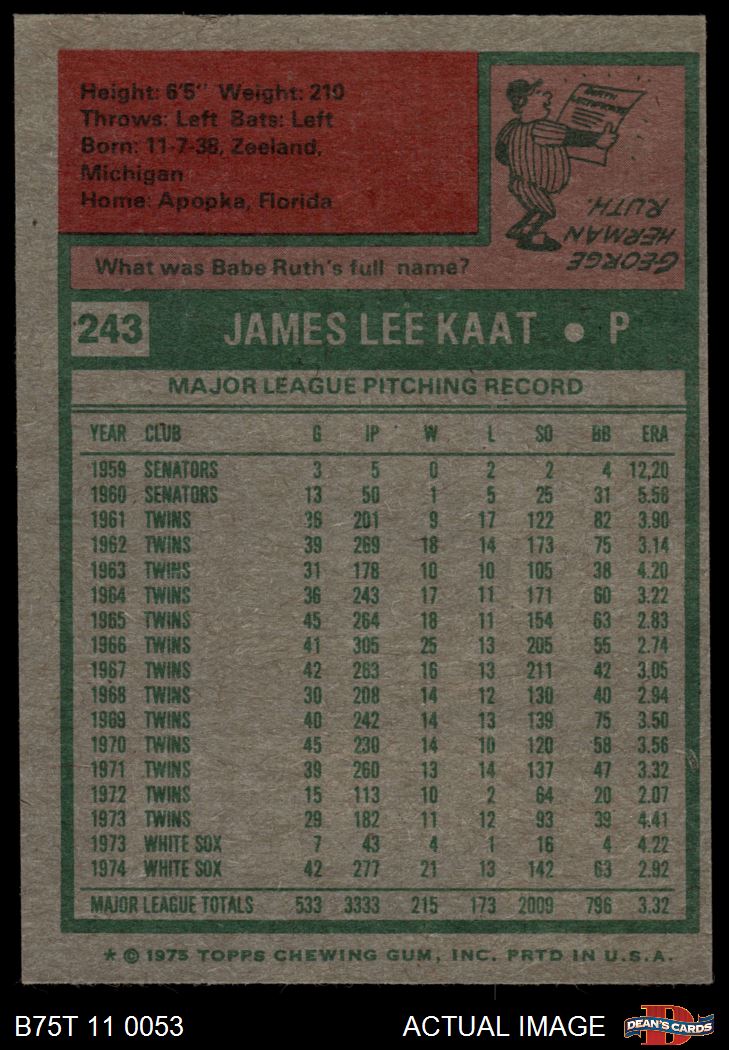 Height: 6'5" Weight: 210
Throws: Left Bats: Left
Born: 11-7-38, Zeeland,
Michigan
Home: Apopka, Florida
BIRTH CERTIFICATE
GEORGE
HERMAN
RUTH.
What was Babe Ruth's full name?
243 JAMES LEE KAAT ● P
MAJOR LEAGUE PITCHING RECORD
YEAR CLUB G IP W L SO BB ERA
1959 SENATORS 3 5 0 2 2 4 12.20
1960 SENATORS 13 50 1 5 25 31 5.58
1961 TWINS 36 201 9 17 122 82 3.90
1962 TWINS 39 269 18 14 173 75 3.14
1963 TWINS 31 178 10 10 105 38 4.20
1964 TWINS 36 243 17 11 171 60 3.22
1965 TWINS 45 264 18 11 154 63 2.83
1966 TWINS 41 305 25 13 205 55 2.74
1967 TWINS 42 263 16 13 211 42 3.05
1968 TWINS 30 208 14 12 130 40 2.94
1969 TWINS 40 242 14 13 139 75 3.50
1970 TWINS 45 230 14 10 120 58 3.56
1971 TWINS 39 260 13 14 137 47 3.32
1972 TWINS 15 113 10 2 64 20 2.07
1973 TWINS 29 182 11 12 93 39 4.41
1973 WHITE SOX 7 43 4 1 16 4 4.22
1974 WHITE SOX 42 277 21 13 142 63 2.92
MAJOR LEAGUE TOTALS 533 3333 215 173 2009 796 3.32
* © 1975 TOPPS CHEWING GUM, INC. PRTD IN U.S.A.
B75T 11 0053 ACTUAL IMAGE DEAN'S CARDS